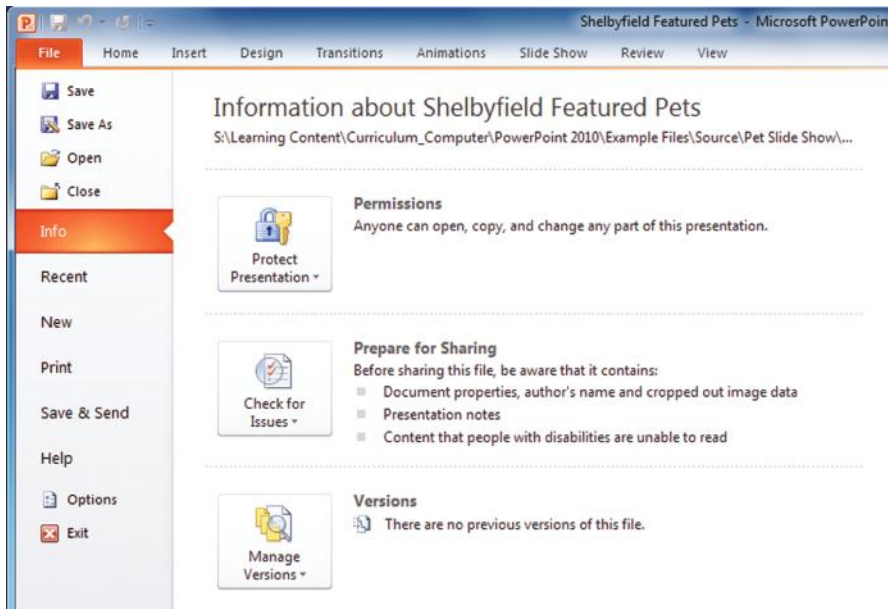 Shelbyfield Featured Pets - Microsoft PowerPoin
File Home Insert Design Transitions Animations Slide Show Review View
Save
Save As
Open
Close
Info
Recent
New
Print
Save & Send
Help
Options
Exit
Information about Shelbyfield Featured Pets
S:\Learning Content\Curriculum_Computer\PowerPoint 2010\Example Files\Source\Pet Slide Show\...
Protect
Presentation
Permissions
Anyone can open, copy, and change any part of this presentation.
Check for
Issues
Prepare for Sharing
Before sharing this file, be aware that it contains:
Document properties, author's name and cropped out image data
Presentation notes
Content that people with disabilities are unable to read
Manage
Versions
Versions
There are no previous versions of this file.